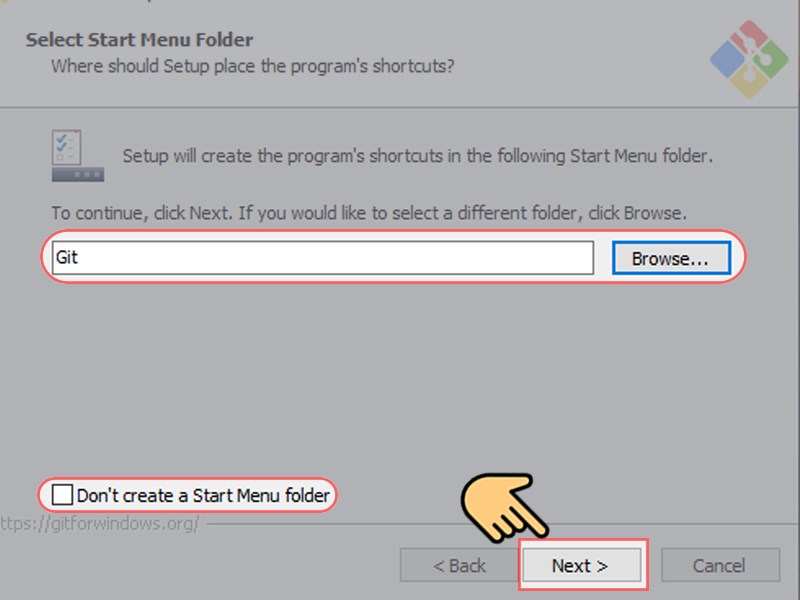 Select Start Menu Folder
Where should Setup place the program's shortcuts?
Setup will create the program's shortcuts in the following Start Menu folder.
To continue, click Next. If you would like to select a different folder, click Browse.
Git
Browse...
Don't create a Start Menu folder
ttps://gitforwindows.org/
< Back
Next >
Cancel